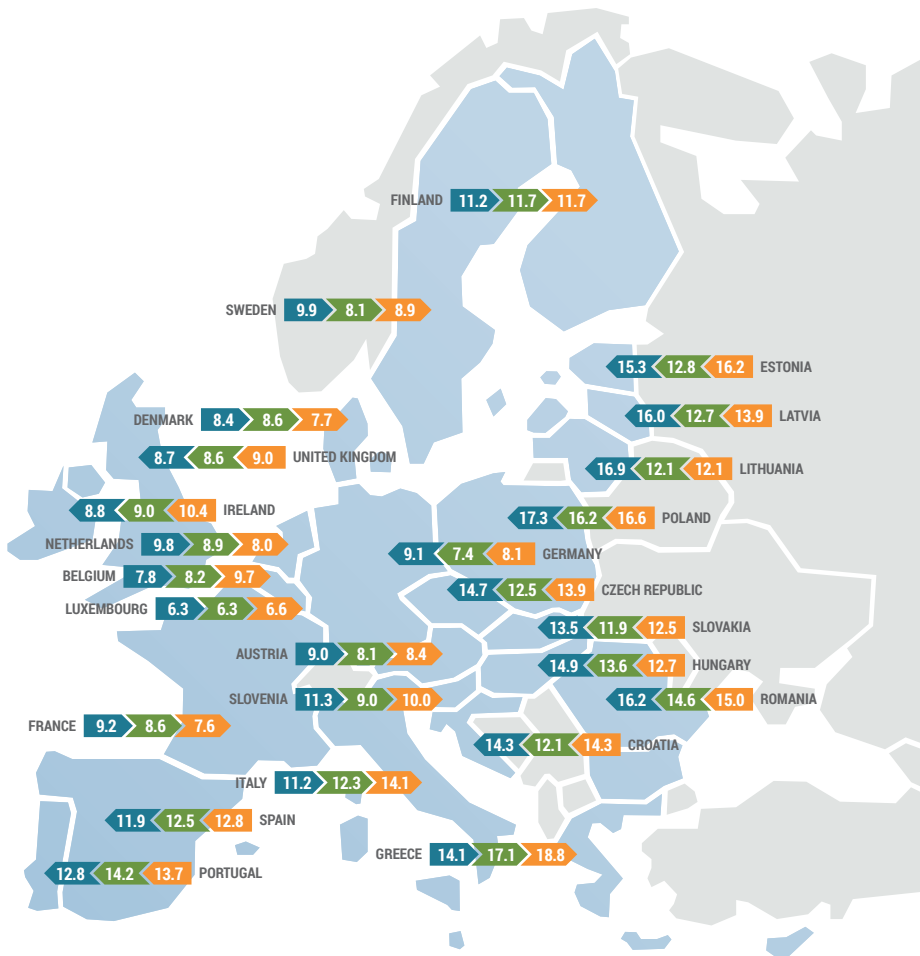 FINLAND 11.2 11.7 11.7
SWEDEN 9.9 8.1 8.9
15.3 12.8 16.2 ESTONIA
16.0 12.7 13.9 LATVIA
DENMARK 8.4 8.6 7.7
8.7 8.6 9.0 UNITED KINGDOM
16.9 12.1 12.1 LITHUANIA
8.8 9.0 10.4 IRELAND
17.3 16.2 16.6 POLAND
NETHERLANDS 9.8 8.9 8.0
9.1 7.4 8.1 GERMANY
BELGIUM 7.8 8.2 9.7
14.7 12.5 13.9 CZECH REPUBLIC
LUXEMBOURG 6.3 6.3 6.6
13.5 11.9 12.5 SLOVAKIA
AUSTRIA 9.0 8.1 8.4
14.9 13.6 12.7 HUNGARY
SLOVENIA 11.3 9.0 10.0
16.2 14.6 15.0 ROMANIA
FRANCE 9.2 8.6 7.6
14.3 12.1 14.3 CROATIA
ITALY 11.2 12.3 14.1
11.9 12.5 12.8 SPAIN
GREECE 14.1 17.1 18.8
12.8 14.2 13.7 PORTUGAL